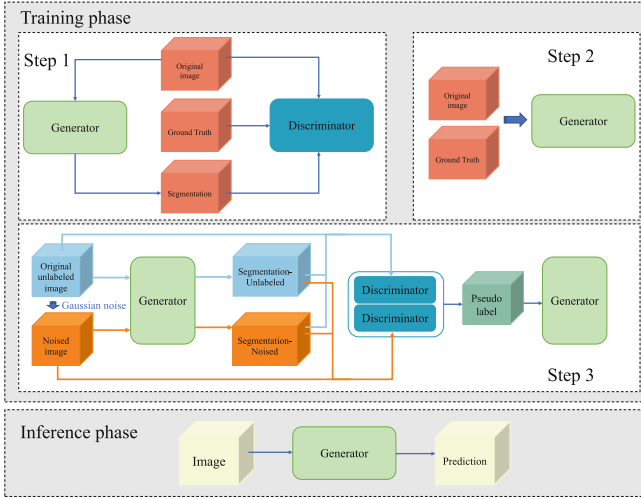 Training phase
Step 1
Original
image
Generator
Ground Truth
Discriminator
Segmentation
Step 2
Original
image
Ground Truth
Generator
Original
unlabeled
image
Gaussian noise
Noised
image
Generator
Segmentation-
Unlabeled
Segmentation-
Noised
Discriminator
Discriminator
Pseudo
label
Generator
Step 3
Inference phase
Image
Generator
Prediction